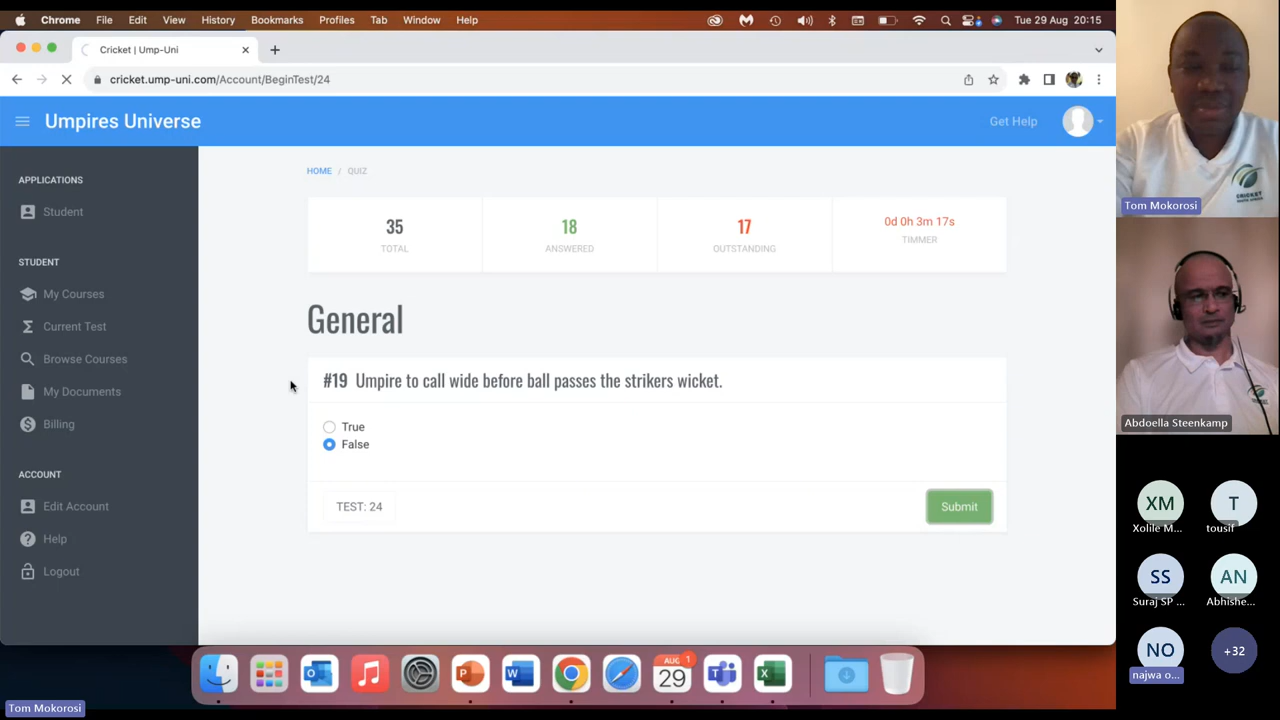 Chrome File Edit View History Bookmarks Profiles Tab Window Help Tue 29 Aug 20:15
Cricket | Ump-Uni
cricket.ump-uni.com/Account/BeginTest/24
Umpires Universe
Get Help
APPLICATIONS
Student
STUDENT
My Courses
Current Test
Browse Courses
My Documents
Billing
ACCOUNT
Edit Account
Help
Logout
HOME / QUIZ
35 18 17 0d 0h 3m 17s
TOTAL ANSWERED OUTSTANDING TIMMER
General
#19 Umpire to call wide before ball passes the strikers wicket.
True
False
TEST: 24
Submit
AUG 1
29
Tom Mokorosi
CRICKET
Tom Mokorosi
Abdoella Steenkamp
XM T
Xolile M... tousif
SS AN
Suraj SP ... Abhishe...
NO +32
najwa o...